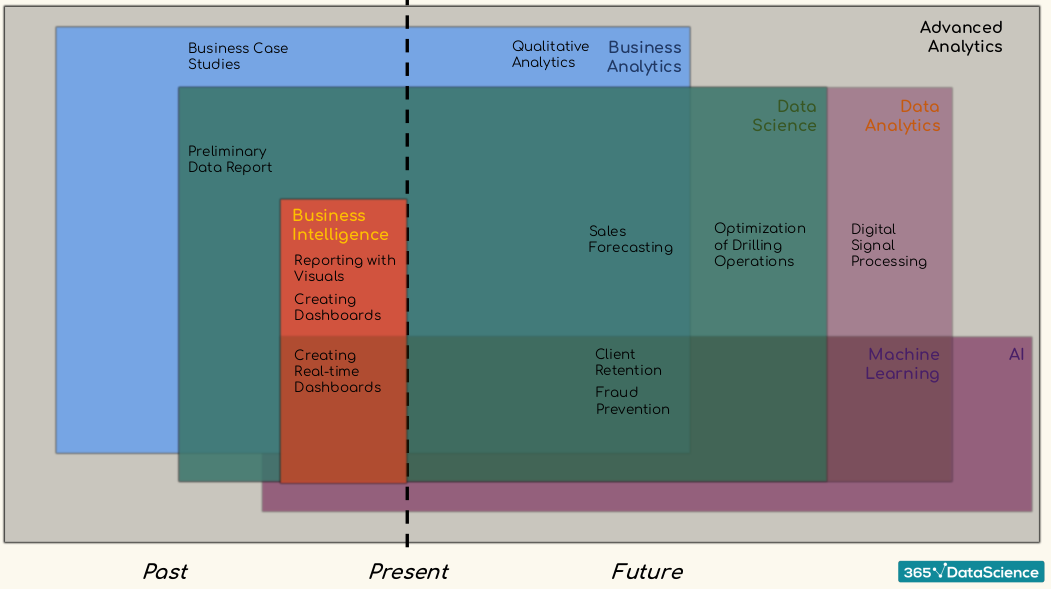 Advanced
Analytics
Business Case
Studies
Qualitative
Analytics
Business
Analytics
Data
Science
Data
Analytics
Preliminary
Data Report
Business
Intelligence
Reporting with
Visuals
Creating
Dashboards
Sales
Forecasting
Optimization
of Drilling
Operations
Digital
Signal
Processing
Creating
Real-time
Dashboards
Client
Retention
Fraud
Prevention
Machine
Learning
AI
Past
Present
Future
365 DataScience